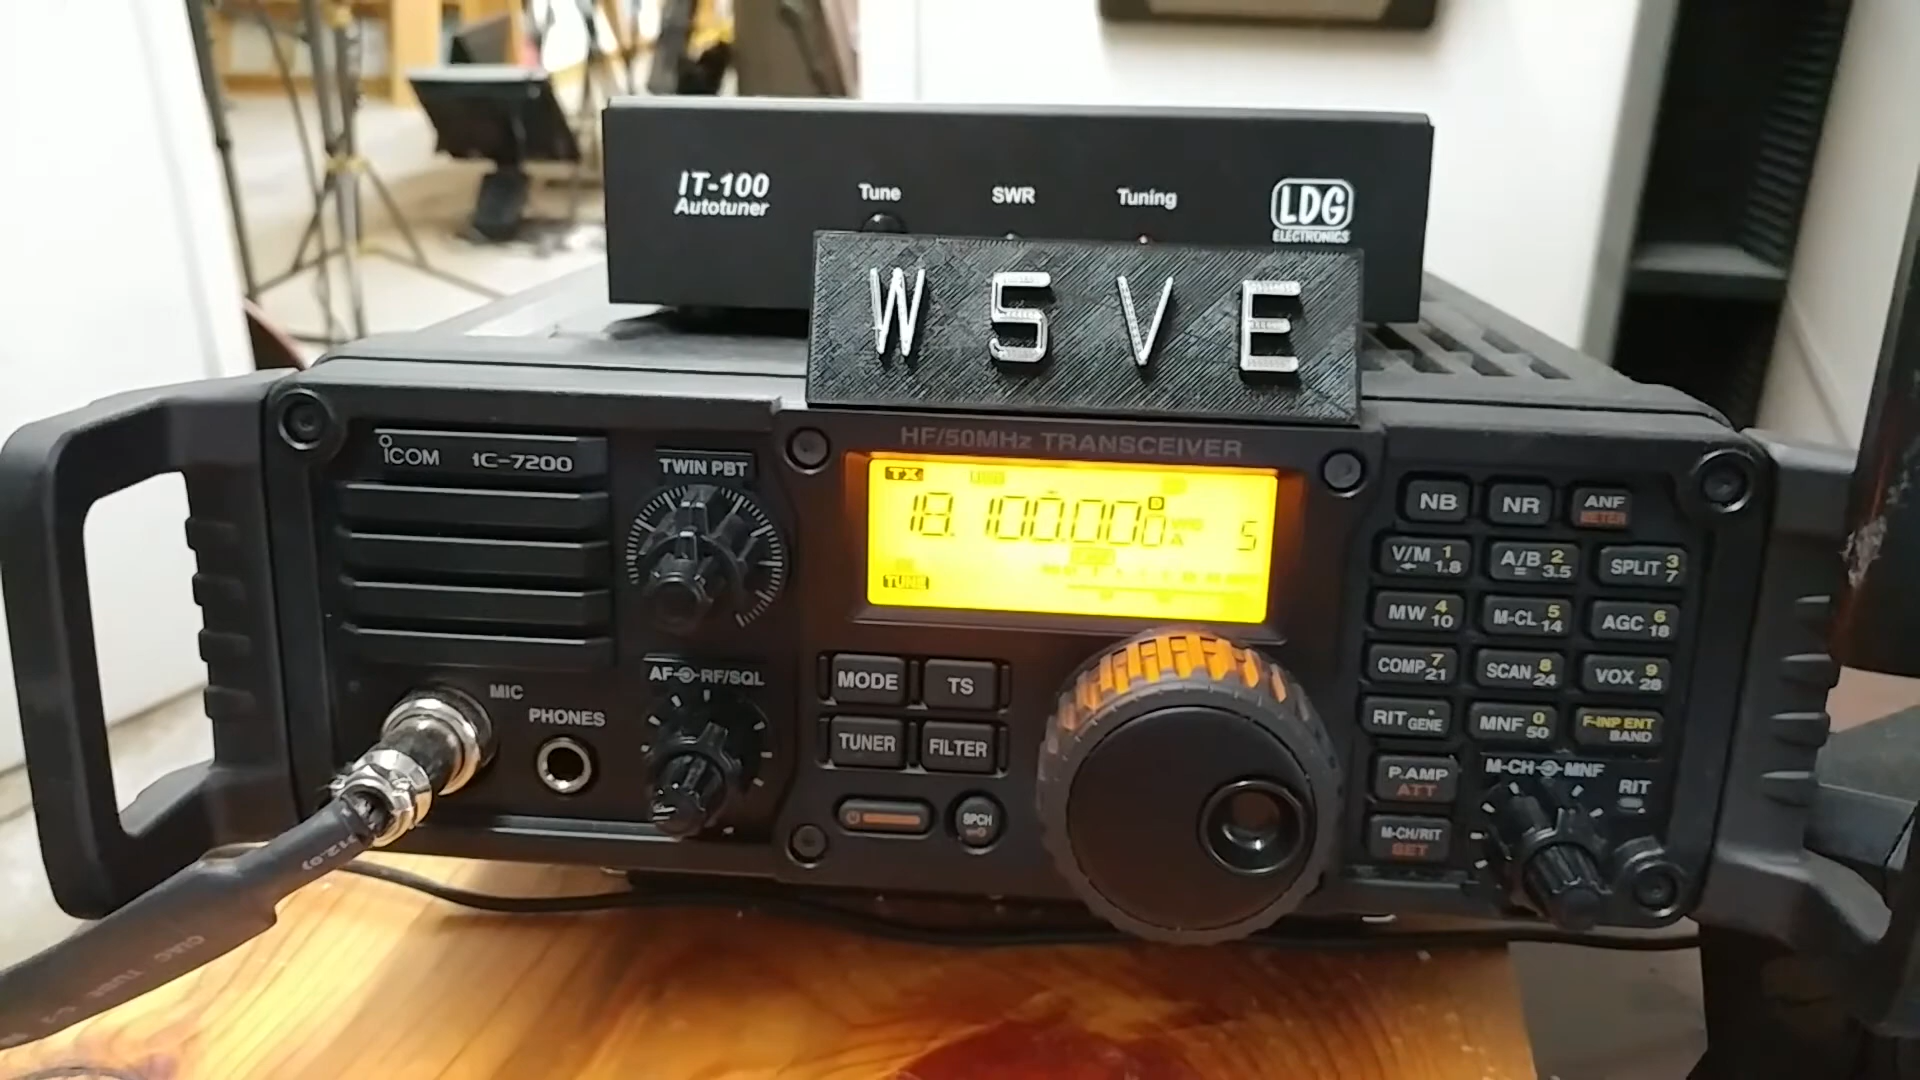 IT-100
Autotuner
Tune
SWR
Tuning
LDG
ELECTRONICS
W5VE
HF/50MHz TRANSCEIVER
ICOM IC-7200
TWIN PBT
TX
18.100.00
VFO
A
5
TUNE
NB
NR
ANF
METER
V/M 1 1.8
A/B = 2 3.5
SPLIT 3 7
MW 4 10
M-CL 5 14
AGC 6 18
COMP 7 21
SCAN 8 24
VOX 9 28
RIT . GENE
MNF 0 50
F-INP ENT
BAND
P.AMP
ATT
M-CH MNF
RIT
M-CH/RIT
SET
AF RF/SQL
MIC
PHONES
MODE
TS
TUNER
FILTER
SPCH